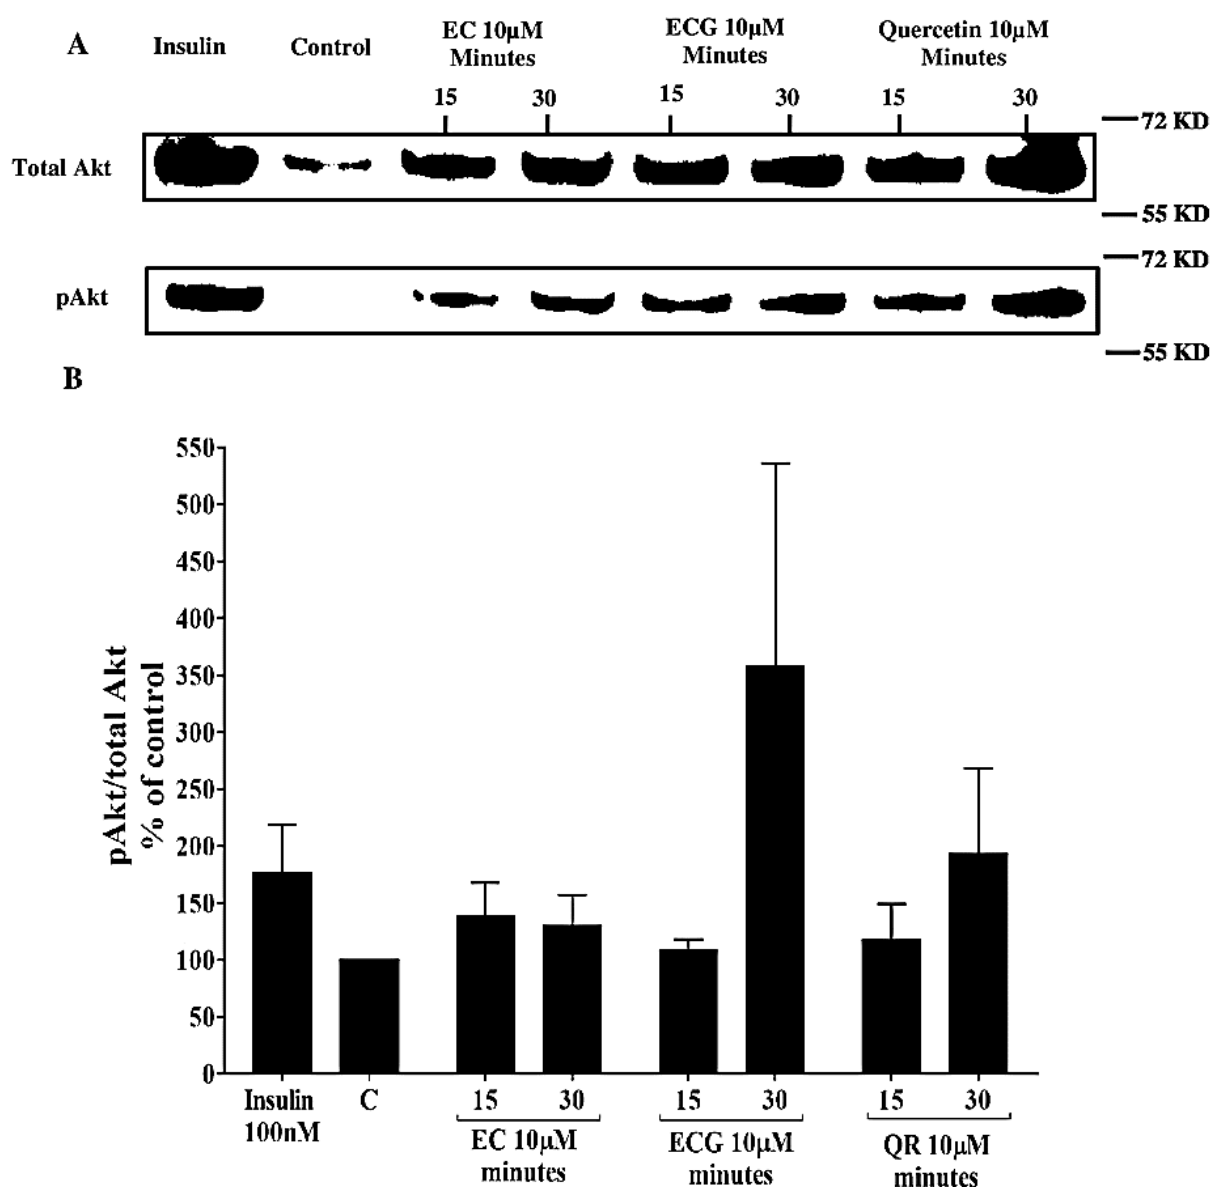 A
Insulin
Control
EC 10µM
Minutes
ECG 10µM
Minutes
Quercetin 10µM
Minutes
15
30
15
30
15
30
72 KD
Total Akt
55 KD
72 KD
pAkt
55 KD
B
550
500
450
400
350
300
250
200
150
100
50
0
pAkt/total Akt
% of control
Insulin
100nM
C
15
30
15
30
15
30
EC 10µM
minutes
ECG 10µM
minutes
QR 10µM
minutes